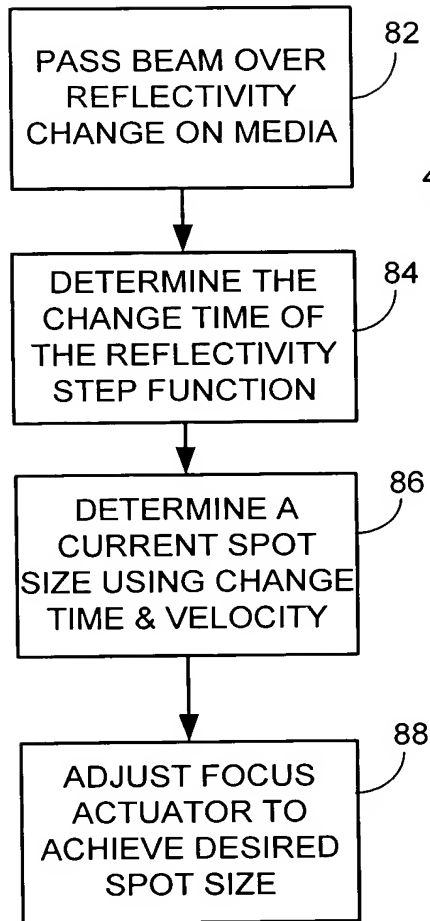 PASS BEAM OVER
REFLECTIVITY
CHANGE ON MEDIA
82
DETERMINE THE
CHANGE TIME OF
THE REFLECTIVITY
STEP FUNCTION
84
DETERMINE A
CURRENT SPOT
SIZE USING CHANGE
TIME & VELOCITY
86
ADJUST FOCUS
ACTUATOR TO
ACHIEVE DESIRED
SPOT SIZE
88